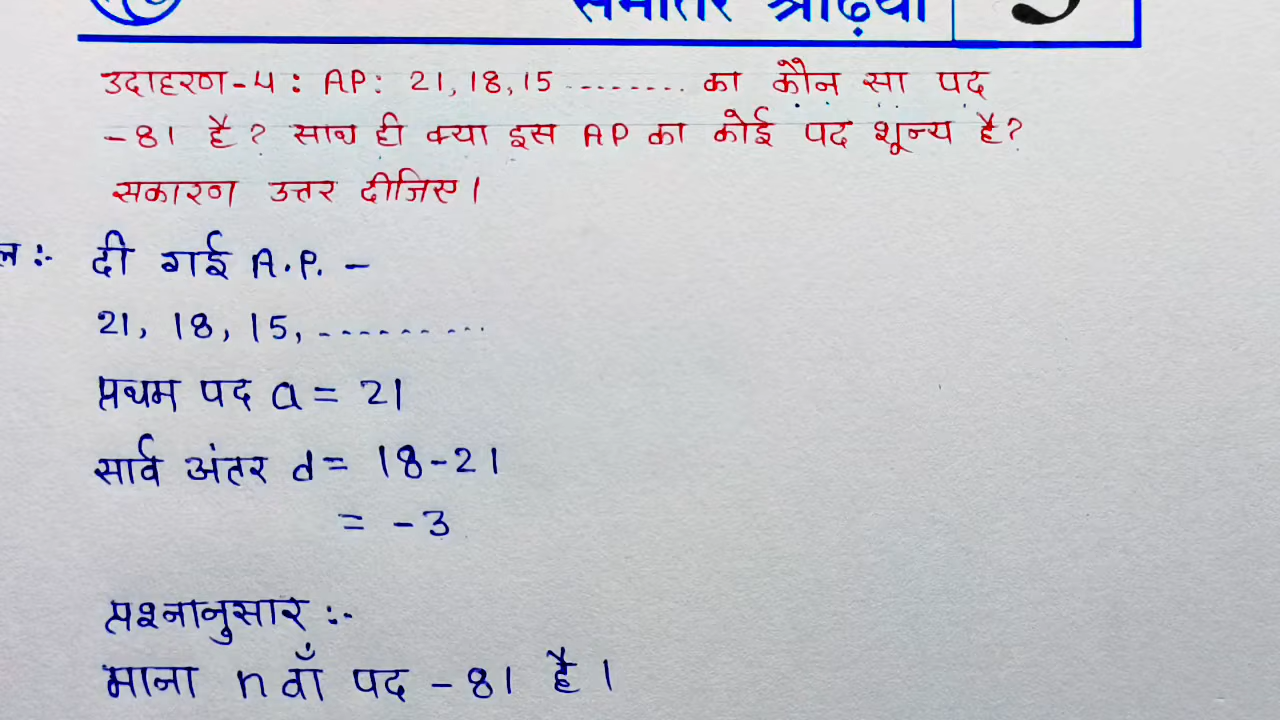 समांतर श्रेढ़ियाँ 5
उदाहरण-4 : AP: 21, 18, 15 ........ का कौन सा पद
-81 है? साथ ही क्या इस AP का कोई पद शून्य है?
सकारण उत्तर दीजिए।
ल :- दी गई A.P. -
21, 18, 15, ..........
प्रथम पद a = 21
सार्व अंतर d = 18-21
= -3
प्रश्नानुसार :-
माना n वाँ पद -81 है।